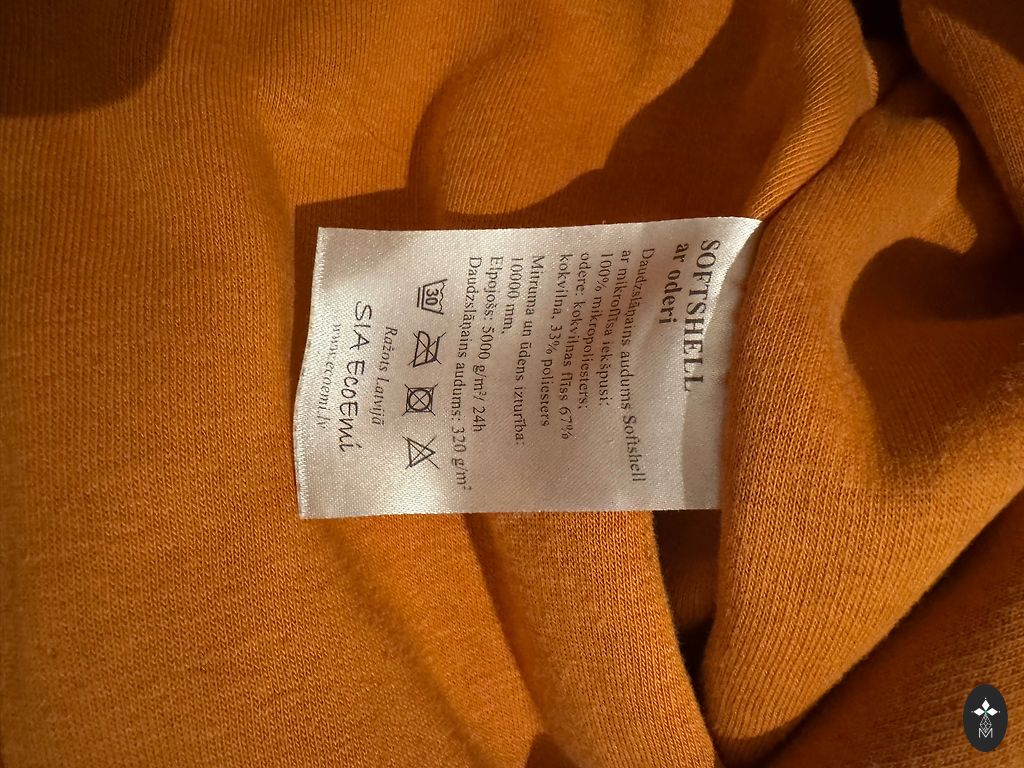 SOFTSHELL
ar oderi
Daudzslāņains audums Softshell
ar mikroflīsa iekšpusi:
100% mikropoliesters;
odere: kokvilnas flīss 67%
kokvilna, 33% poliesters
Mitruma un ūdens izturība:
10000 mm,
Elpojošs: 5000 g/m²/ 24h
Daudzslāņains audums: 320 g/m²
30
Ražots Latvijā
SIA ECOEMI
www.ecoemi.lv
M